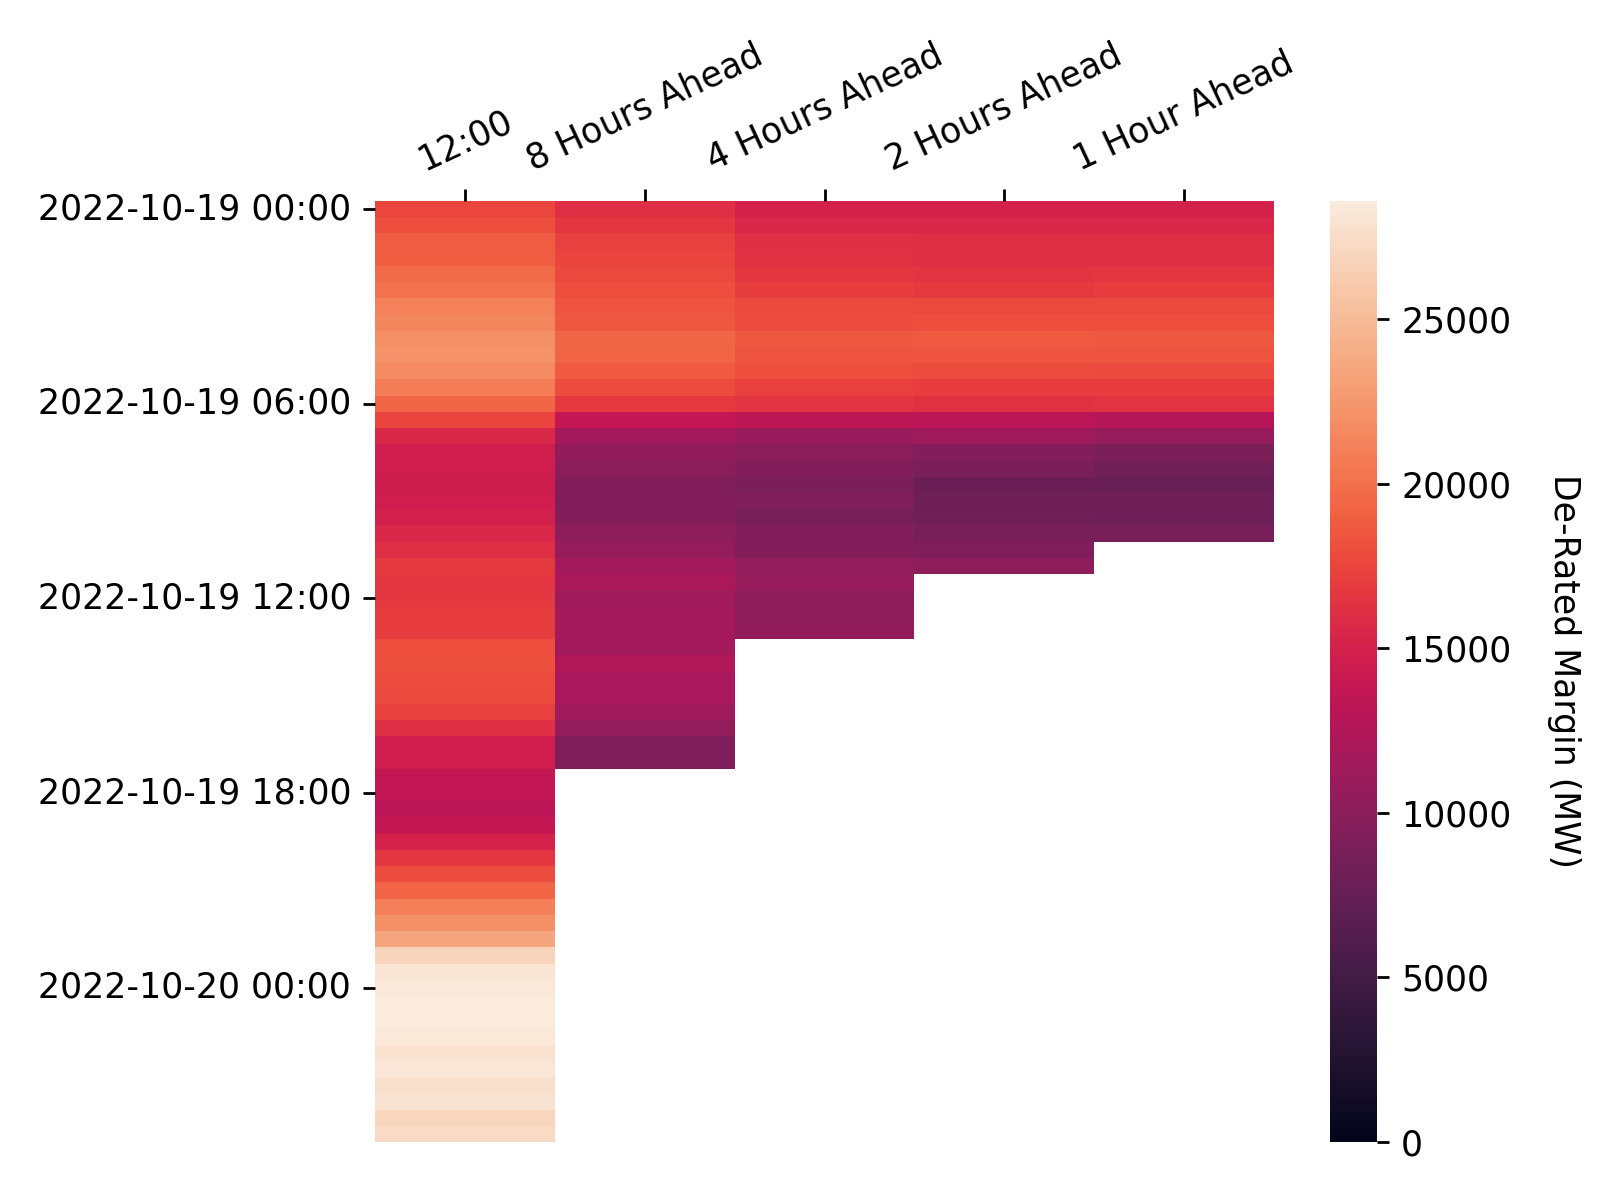 12:00
8 Hours Ahead
4 Hours Ahead
2 Hours Ahead
1 Hour Ahead
2022-10-19 00:00
2022-10-19 06:00
2022-10-19 12:00
2022-10-19 18:00
2022-10-20 00:00
25000
20000
15000
10000
5000
0
De-Rated Margin (MW)